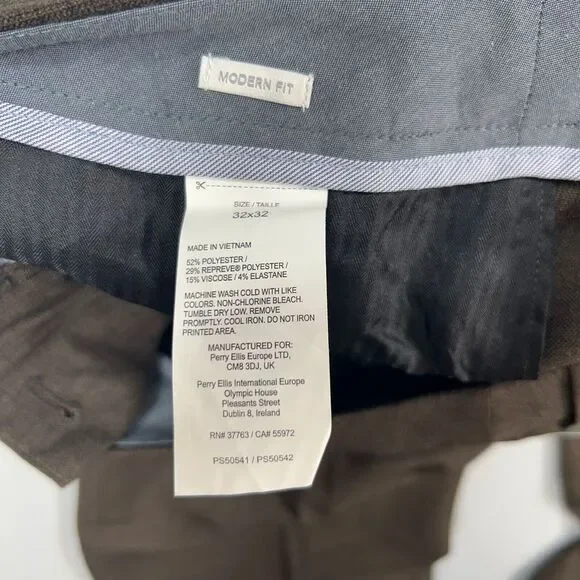 MODERN FIT
SIZE / TAILLE
32x32
MADE IN VIETNAM
52% POLYESTER /
29% REPREVE® POLYESTER /
15% VISCOSE / 4% ELASTANE
MACHINE WASH COLD WITH LIKE
COLORS. NON-CHLORINE BLEACH.
TUMBLE DRY LOW. REMOVE
PROMPTLY. COOL IRON. DO NOT IRON
PRINTED AREA.
MANUFACTURED FOR:
Perry Ellis Europe LTD,
CM8 3DJ, UK
Perry Ellis International Europe
Olympic House
Pleasants Street
Dublin 8, Ireland
RN# 37763 / CA# 55972
PS50541 / PS50542